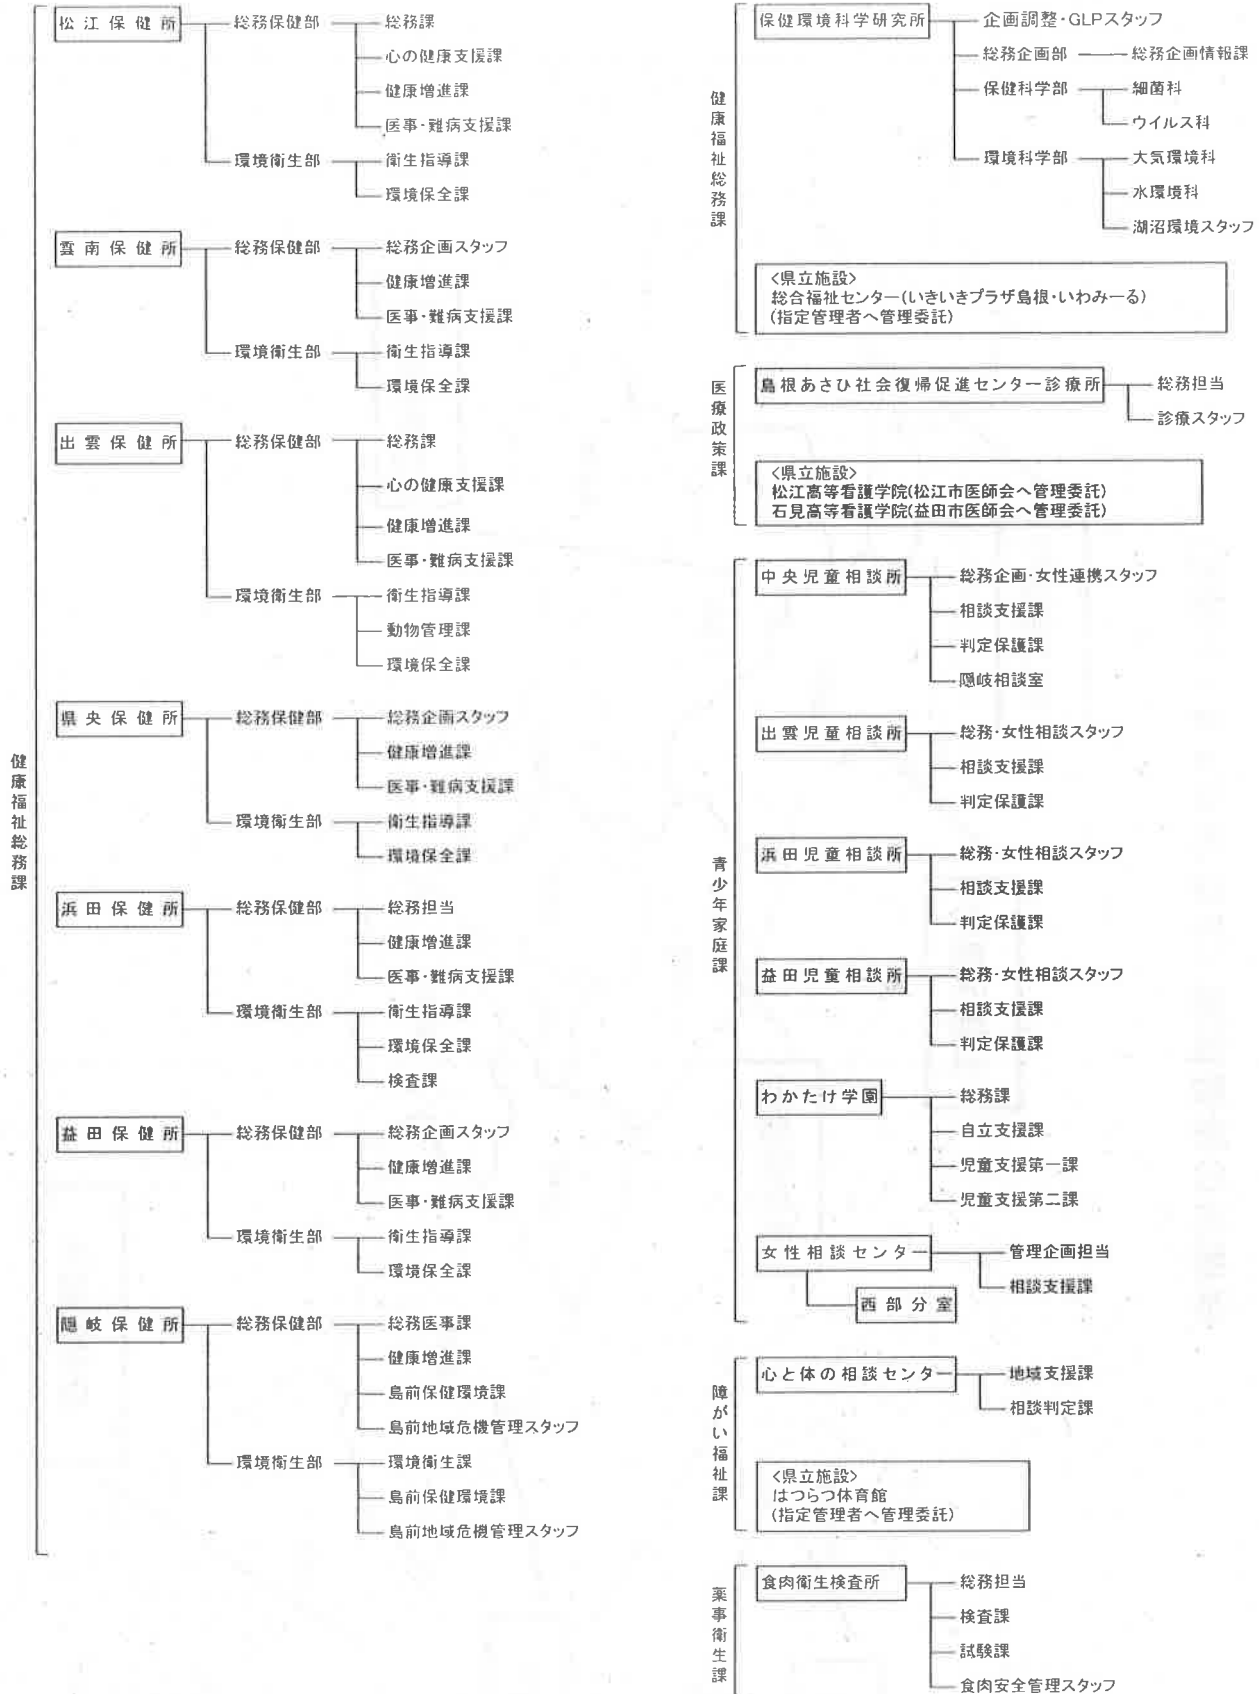 健康福祉総務課
松江保健所 総務保健部 総務課
心の健康支援課
健康増進課
医事・難病支援課
環境衛生部 衛生指導課
環境保全課
雲南保健所 総務保健部 総務企画スタッフ
健康増進課
医事・難病支援課
環境衛生部 衛生指導課
環境保全課
出雲保健所 総務保健部 総務課
心の健康支援課
健康増進課
医事・難病支援課
環境衛生部 衛生指導課
動物管理課
環境保全課
県央保健所 総務保健部 総務企画スタッフ
健康増進課
医事・難病支援課
環境衛生部 衛生指導課
環境保全課
浜田保健所 総務保健部 総務担当
健康増進課
医事・難病支援課
環境衛生部 衛生指導課
環境保全課
検査課
益田保健所 総務保健部 総務企画スタッフ
健康増進課
医事・難病支援課
環境衛生部 衛生指導課
環境保全課
隠岐保健所 総務保健部 総務医事課
健康増進課
島前保健環境課
島前地域危機管理スタッフ
環境衛生部 環境衛生課
島前保健環境課
島前地域危機管理スタッフ
健康福祉総務課
保健環境科学研究所 企画調整・GLPスタッフ
総務企画部 総務企画情報課
保健科学部 細菌科
ウイルス科
環境科学部 大気環境科
水環境科
湖沼環境スタッフ
<県立施設>
総合福祉センター(いきいきプラザ島根・いわみーる)
(指定管理者へ管理委託)
医療政策課
島根あさひ社会復帰促進センター診療所 総務担当
診療スタッフ
<県立施設>
松江高等看護学院(松江市医師会へ管理委託)
石見高等看護学院(益田市医師会へ管理委託)
青少年家庭課
中央児童相談所 総務企画・女性連携スタッフ
相談支援課
判定保護課
隠岐相談室
出雲児童相談所 総務・女性相談スタッフ
相談支援課
判定保護課
浜田児童相談所 総務・女性相談スタッフ
相談支援課
判定保護課
益田児童相談所 総務・女性相談スタッフ
相談支援課
判定保護課
わかたけ学園 総務課
自立支援課
児童支援第一課
児童支援第二課
女性相談センター 管理企画担当
相談支援課
西部分室
障がい福祉課
心と体の相談センター 地域支援課
相談判定課
<県立施設>
はつらつ体育館
(指定管理者へ管理委託)
薬事衛生課
食肉衛生検査所 総務担当
検査課
試験課
食肉安全管理スタッフ